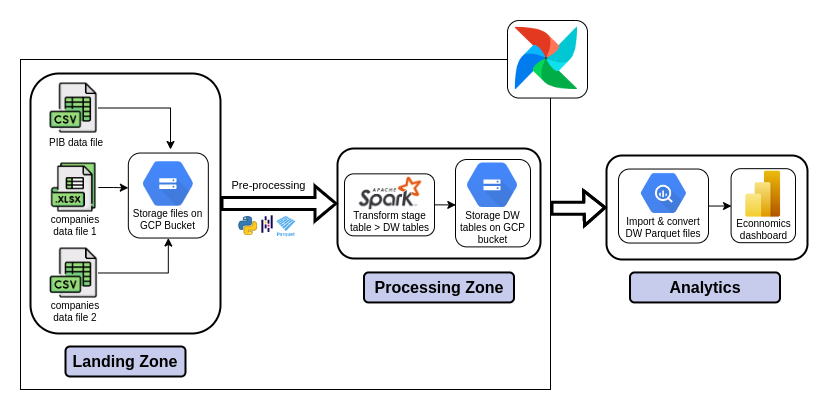 CSV
PIB data file
.XLSX
companies
data file 1
CSV
companies
data file 2
Storage files on
GCP Bucket
Landing Zone
Pre-processing
Parquet
APACHE
Spark
Transform stage
table > DW tables
Storage DW
tables on GCP
bucket
Processing Zone
Import & convert
DW Parquet files
Econnomics
dashboard
Analytics